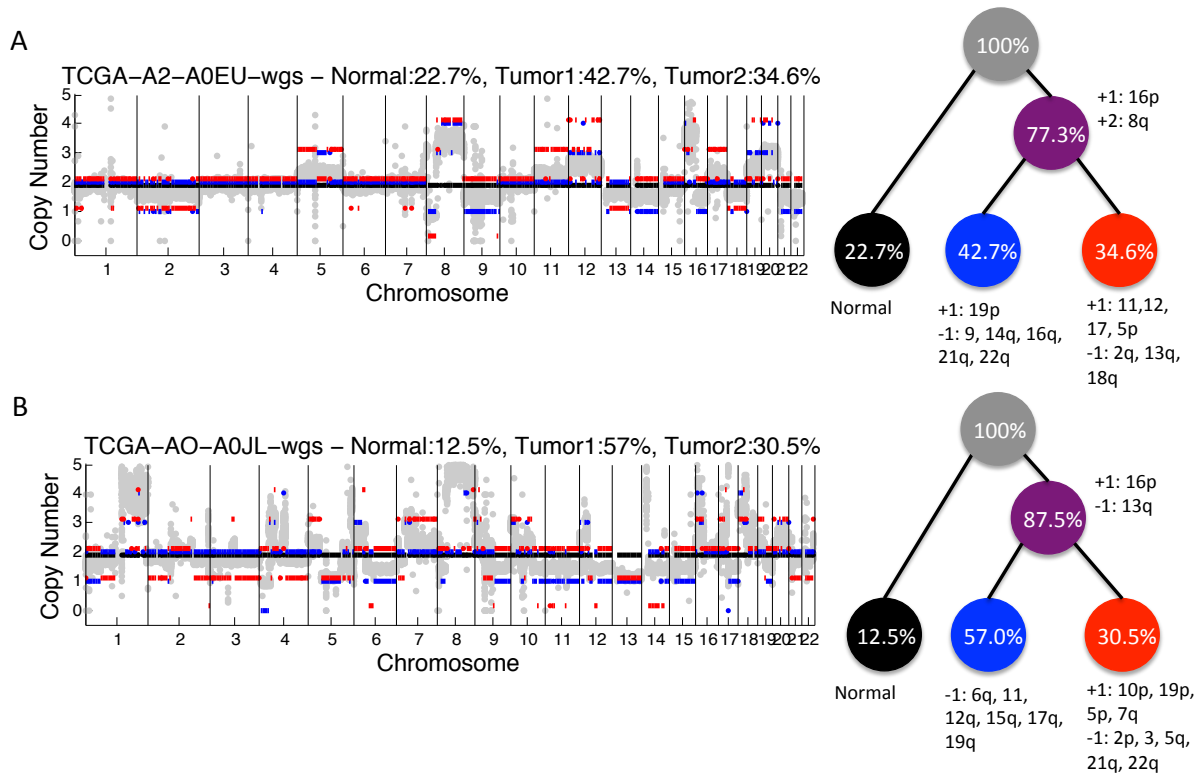 A
TCGA−A2−A0EU−wgs − Normal:22.7%, Tumor1:42.7%, Tumor2:34.6%
Copy Number
5
4
3
2
1
0
1 2 3 4 5 6 7 8 9 10 11 12 13 14 15 16 17 18 19 20 21 22
Chromosome
100%
77.3%
+1: 16p
+2: 8q
22.7%
42.7%
34.6%
Normal
+1: 19p
-1: 9, 14q, 16q,
21q, 22q
+1: 11,12,
17, 5p
-1: 2q, 13q,
18q
B
TCGA−AO−A0JL−wgs − Normal:12.5%, Tumor1:57%, Tumor2:30.5%
Copy Number
5
4
3
2
1
0
1 2 3 4 5 6 7 8 9 10 11 12 13 14 15 16 17 18 19 20 21 22
Chromosome
100%
87.5%
+1: 16p
-1: 13q
12.5%
57.0%
30.5%
Normal
-1: 6q, 11,
12q, 15q, 17q,
19q
+1: 10p, 19p,
5p, 7q
-1: 2p, 3, 5q,
21q, 22q